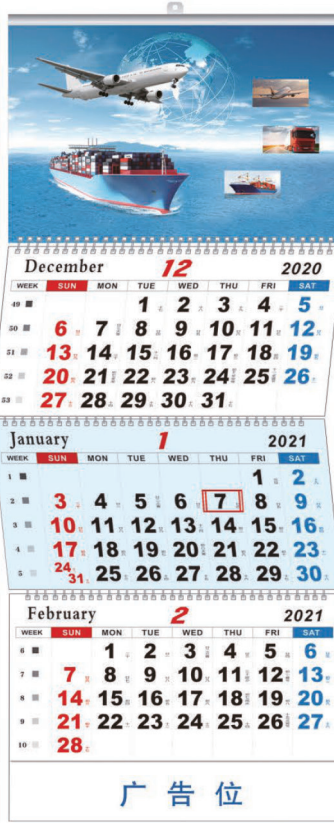 December 12 2020
WEEK SUN MON TUE WED THU FRI SAT
49 1 2 3 4 5
50 6 7 8 9 10 11 12
51 13 14 15 16 17 18 19
52 20 21 22 23 24 25 26
53 27 28 29 30 31
January 1 2021
WEEK SUN MON TUE WED THU FRI SAT
1 1 2
2 3 4 5 6 7 8 9
3 10 11 12 13 14 15 16
4 17 18 19 20 21 22 23
5 24 31 25 26 27 28 29 30
February 2 2021
WEEK SUN MON TUE WED THU FRI SAT
6 1 2 3 4 5 6
7 7 8 9 10 11 12 13
8 14 15 16 17 18 19 20
9 21 22 23 24 25 26 27
10 28
广告位